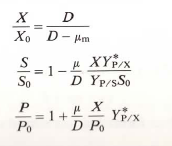 X/X₀ = D/(D − μₘ)
S/S₀ = 1 − (μ/D) (XY*P/X)/(YP/S S₀)
P/P₀ = 1 + (μ/D) (X/P₀) Y*P/X